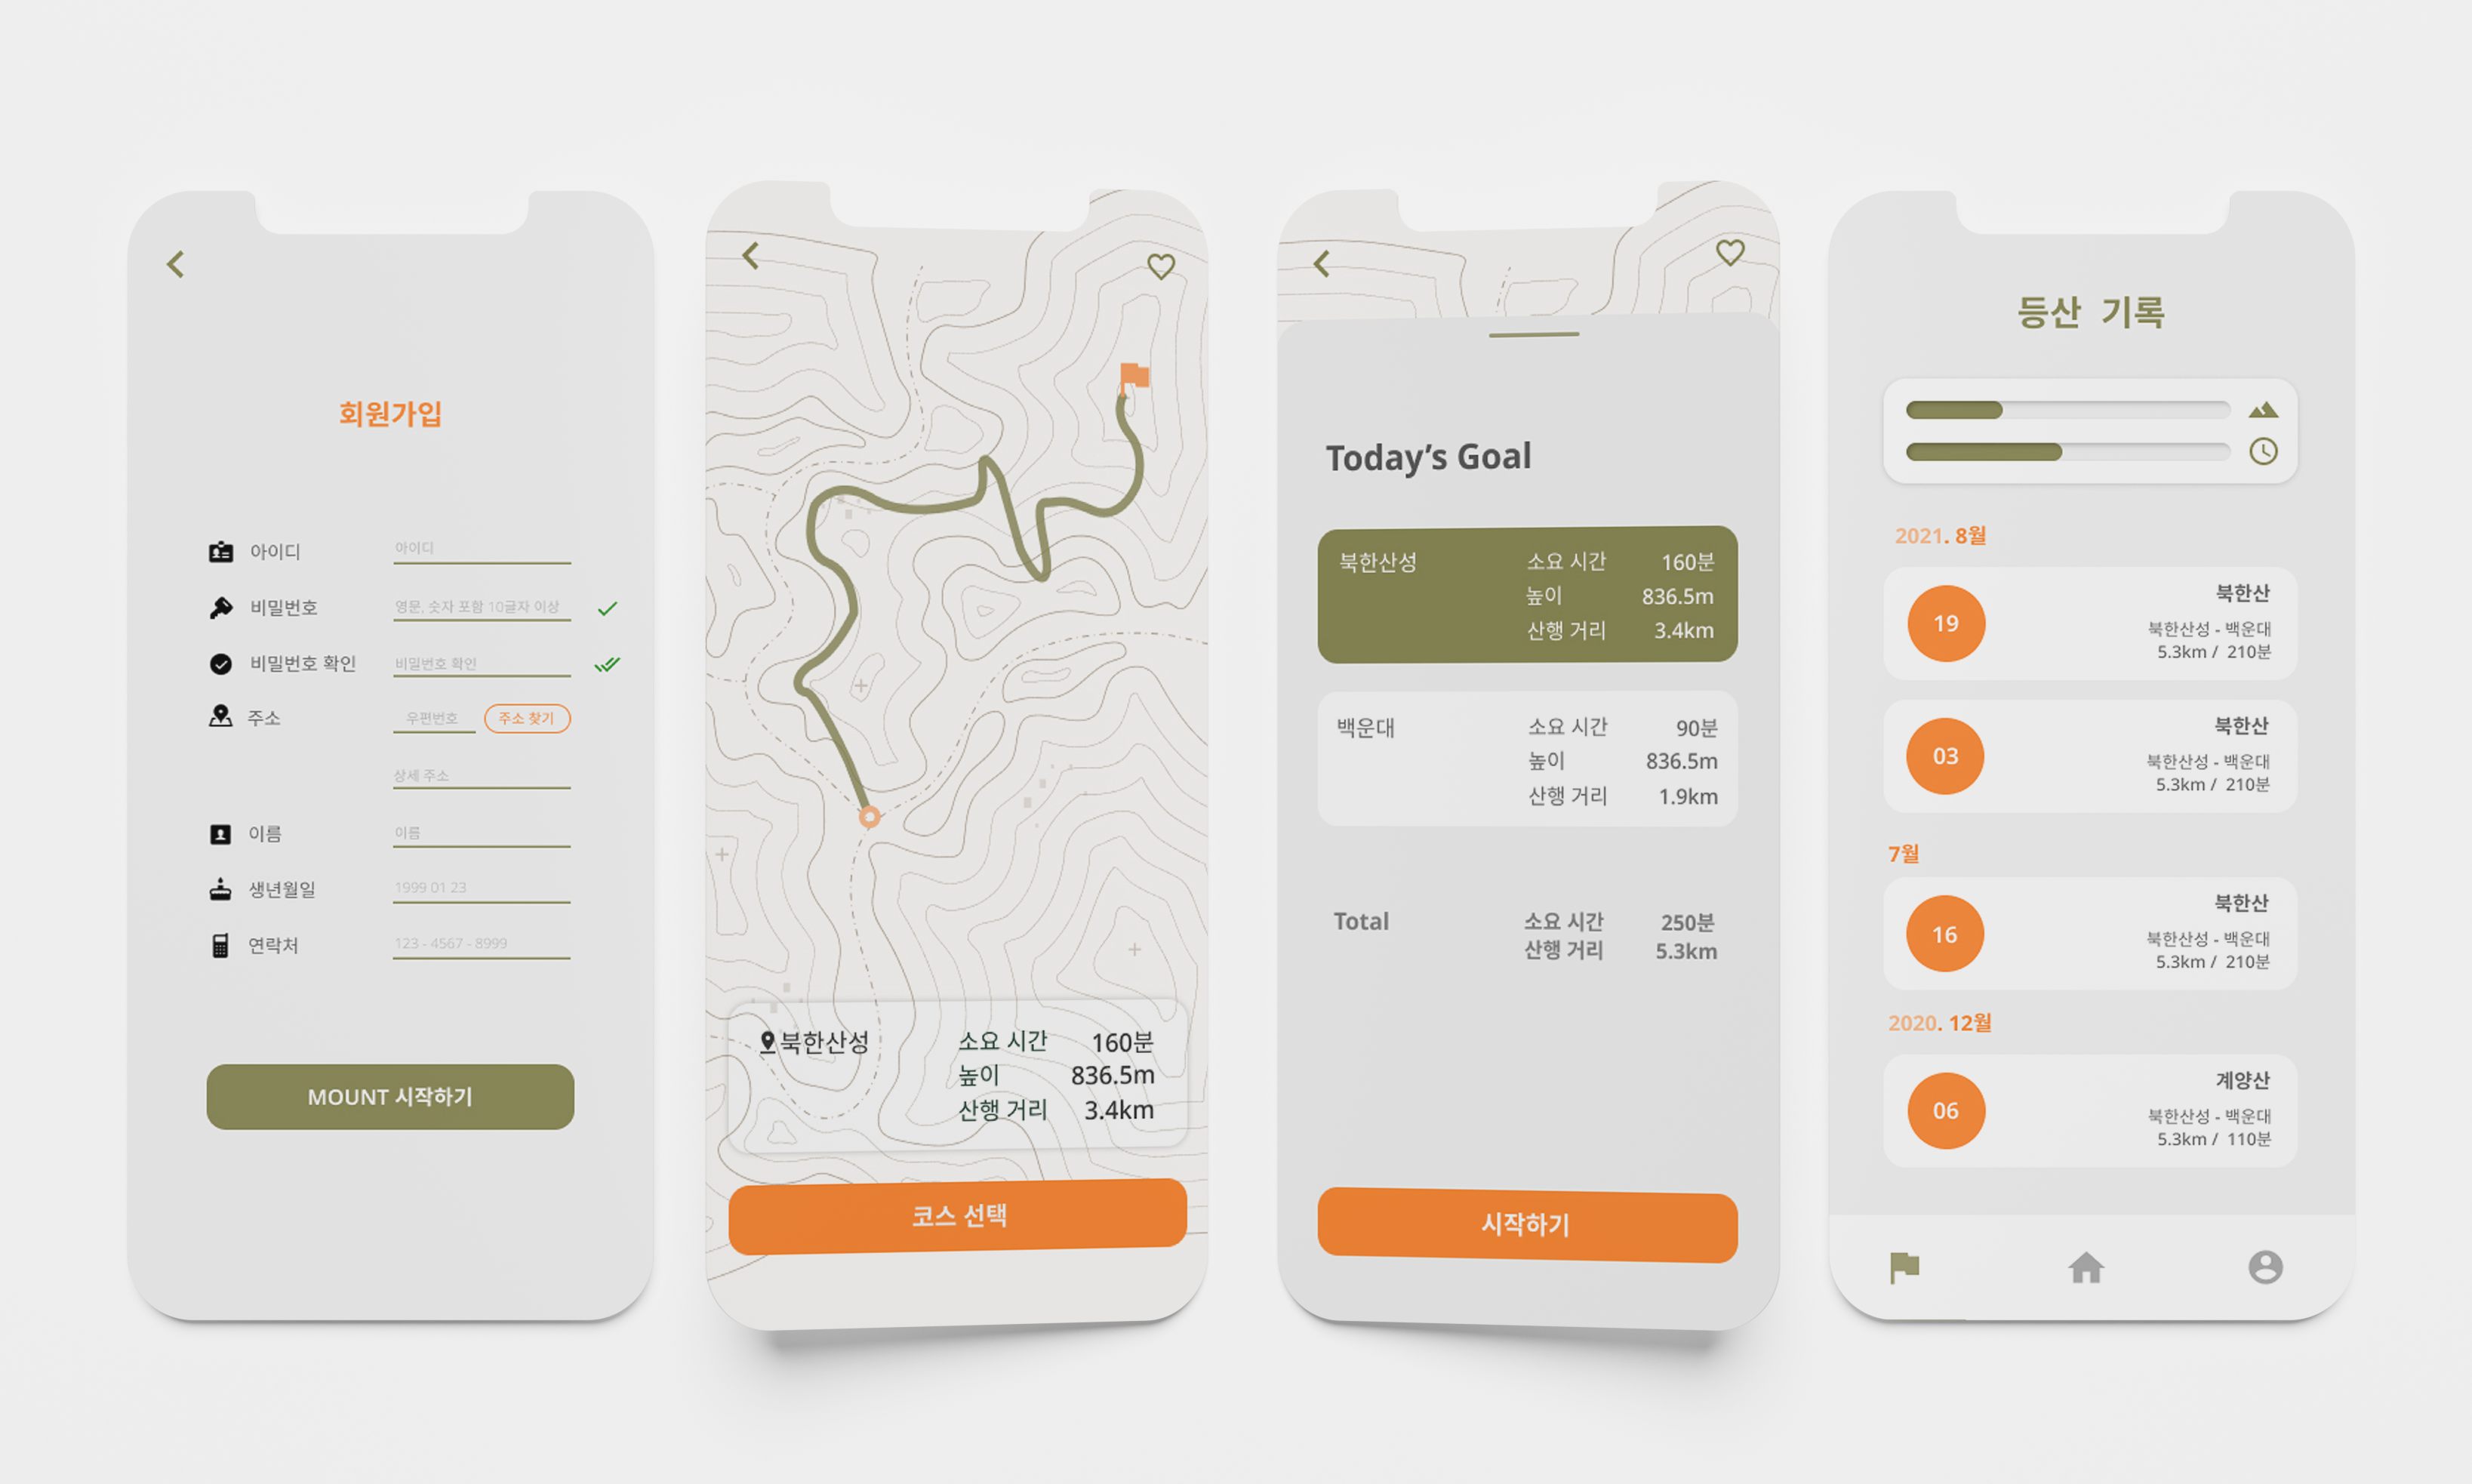 회원가입
아이디 아이디
비밀번호 영문, 숫자 포함 10글자 이상
비밀번호 확인 비밀번호 확인
주소 우편번호 주소 찾기
상세 주소
이름 이름
생년월일 1999 01 23
연락처 123 - 4567 - 8999
MOUNT 시작하기
북한산성 소요 시간 160분
높이 836.5m
산행 거리 3.4km
코스 선택
Today’s Goal
북한산성 소요 시간 160분
높이 836.5m
산행 거리 3.4km
백운대 소요 시간 90분
높이 836.5m
산행 거리 1.9km
Total 소요 시간 250분
산행 거리 5.3km
시작하기
등산 기록
2021. 8월
19 북한산
북한산성 - 백운대
5.3km / 210분
03 북한산
북한산성 - 백운대
5.3km / 210분
7월
16 북한산
북한산성 - 백운대
5.3km / 210분
2020. 12월
06 계양산
북한산성 - 백운대
5.3km / 110분